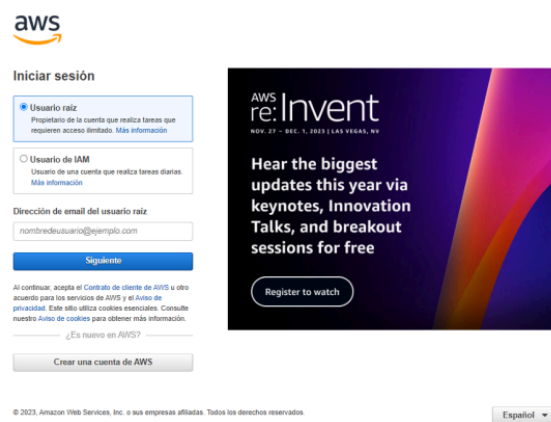 aws
Iniciar sesión
Usuario raíz
Propietario de la cuenta que realiza tareas que
requieren acceso ilimitado. Más información
Usuario de IAM
Usuario de una cuenta que realiza tareas diarias.
Más información
Dirección de email del usuario raíz
nombredeusuario@ejemplo.com
Siguiente
Al continuar, acepta el Contrato de cliente de AWS u otro
acuerdo para los servicios de AWS y el Aviso de
privacidad. Este sitio utiliza cookies esenciales. Consulte
nuestro Aviso de cookies para obtener más información.
¿Es nuevo en AWS?
Crear una cuenta de AWS
AWS
re:Invent
NOV. 27 – DEC. 1, 2023 | LAS VEGAS, NV
Hear the biggest
updates this year via
keynotes, Innovation
Talks, and breakout
sessions for free
Register to watch
© 2023, Amazon Web Services, Inc. o sus empresas afiliadas. Todos los derechos reservados.
Español